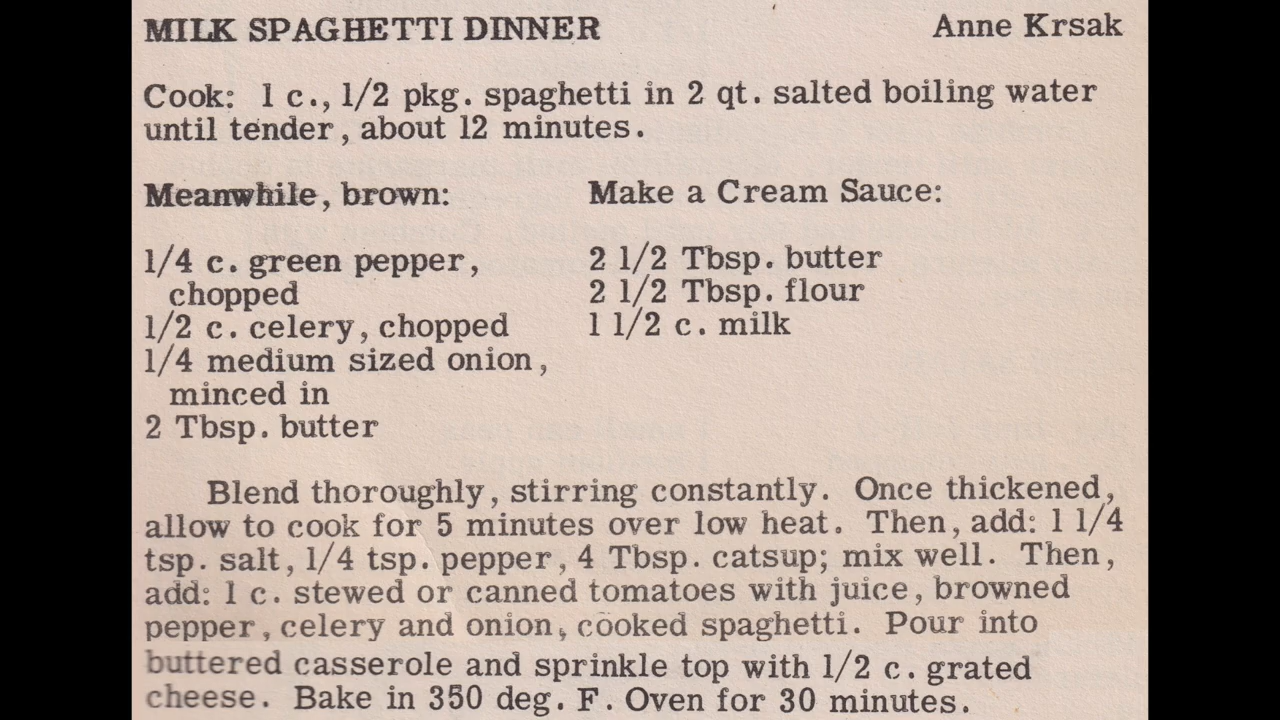 MILK SPAGHETTI DINNER Anne Krsak
Cook: 1 c., 1/2 pkg. spaghetti in 2 qt. salted boiling water
until tender, about 12 minutes.
Meanwhile, brown:
1/4 c. green pepper,
chopped
1/2 c. celery, chopped
1/4 medium sized onion,
minced in
2 Tbsp. butter
Make a Cream Sauce:
2 1/2 Tbsp. butter
2 1/2 Tbsp. flour
1 1/2 c. milk
Blend thoroughly, stirring constantly. Once thickened,
allow to cook for 5 minutes over low heat. Then, add: 1 1/4
tsp. salt, 1/4 tsp. pepper, 4 Tbsp. catsup; mix well. Then,
add: 1 c. stewed or canned tomatoes with juice, browned
pepper, celery and onion, cooked spaghetti. Pour into
buttered casserole and sprinkle top with 1/2 c. grated
cheese. Bake in 350 deg. F. Oven for 30 minutes.